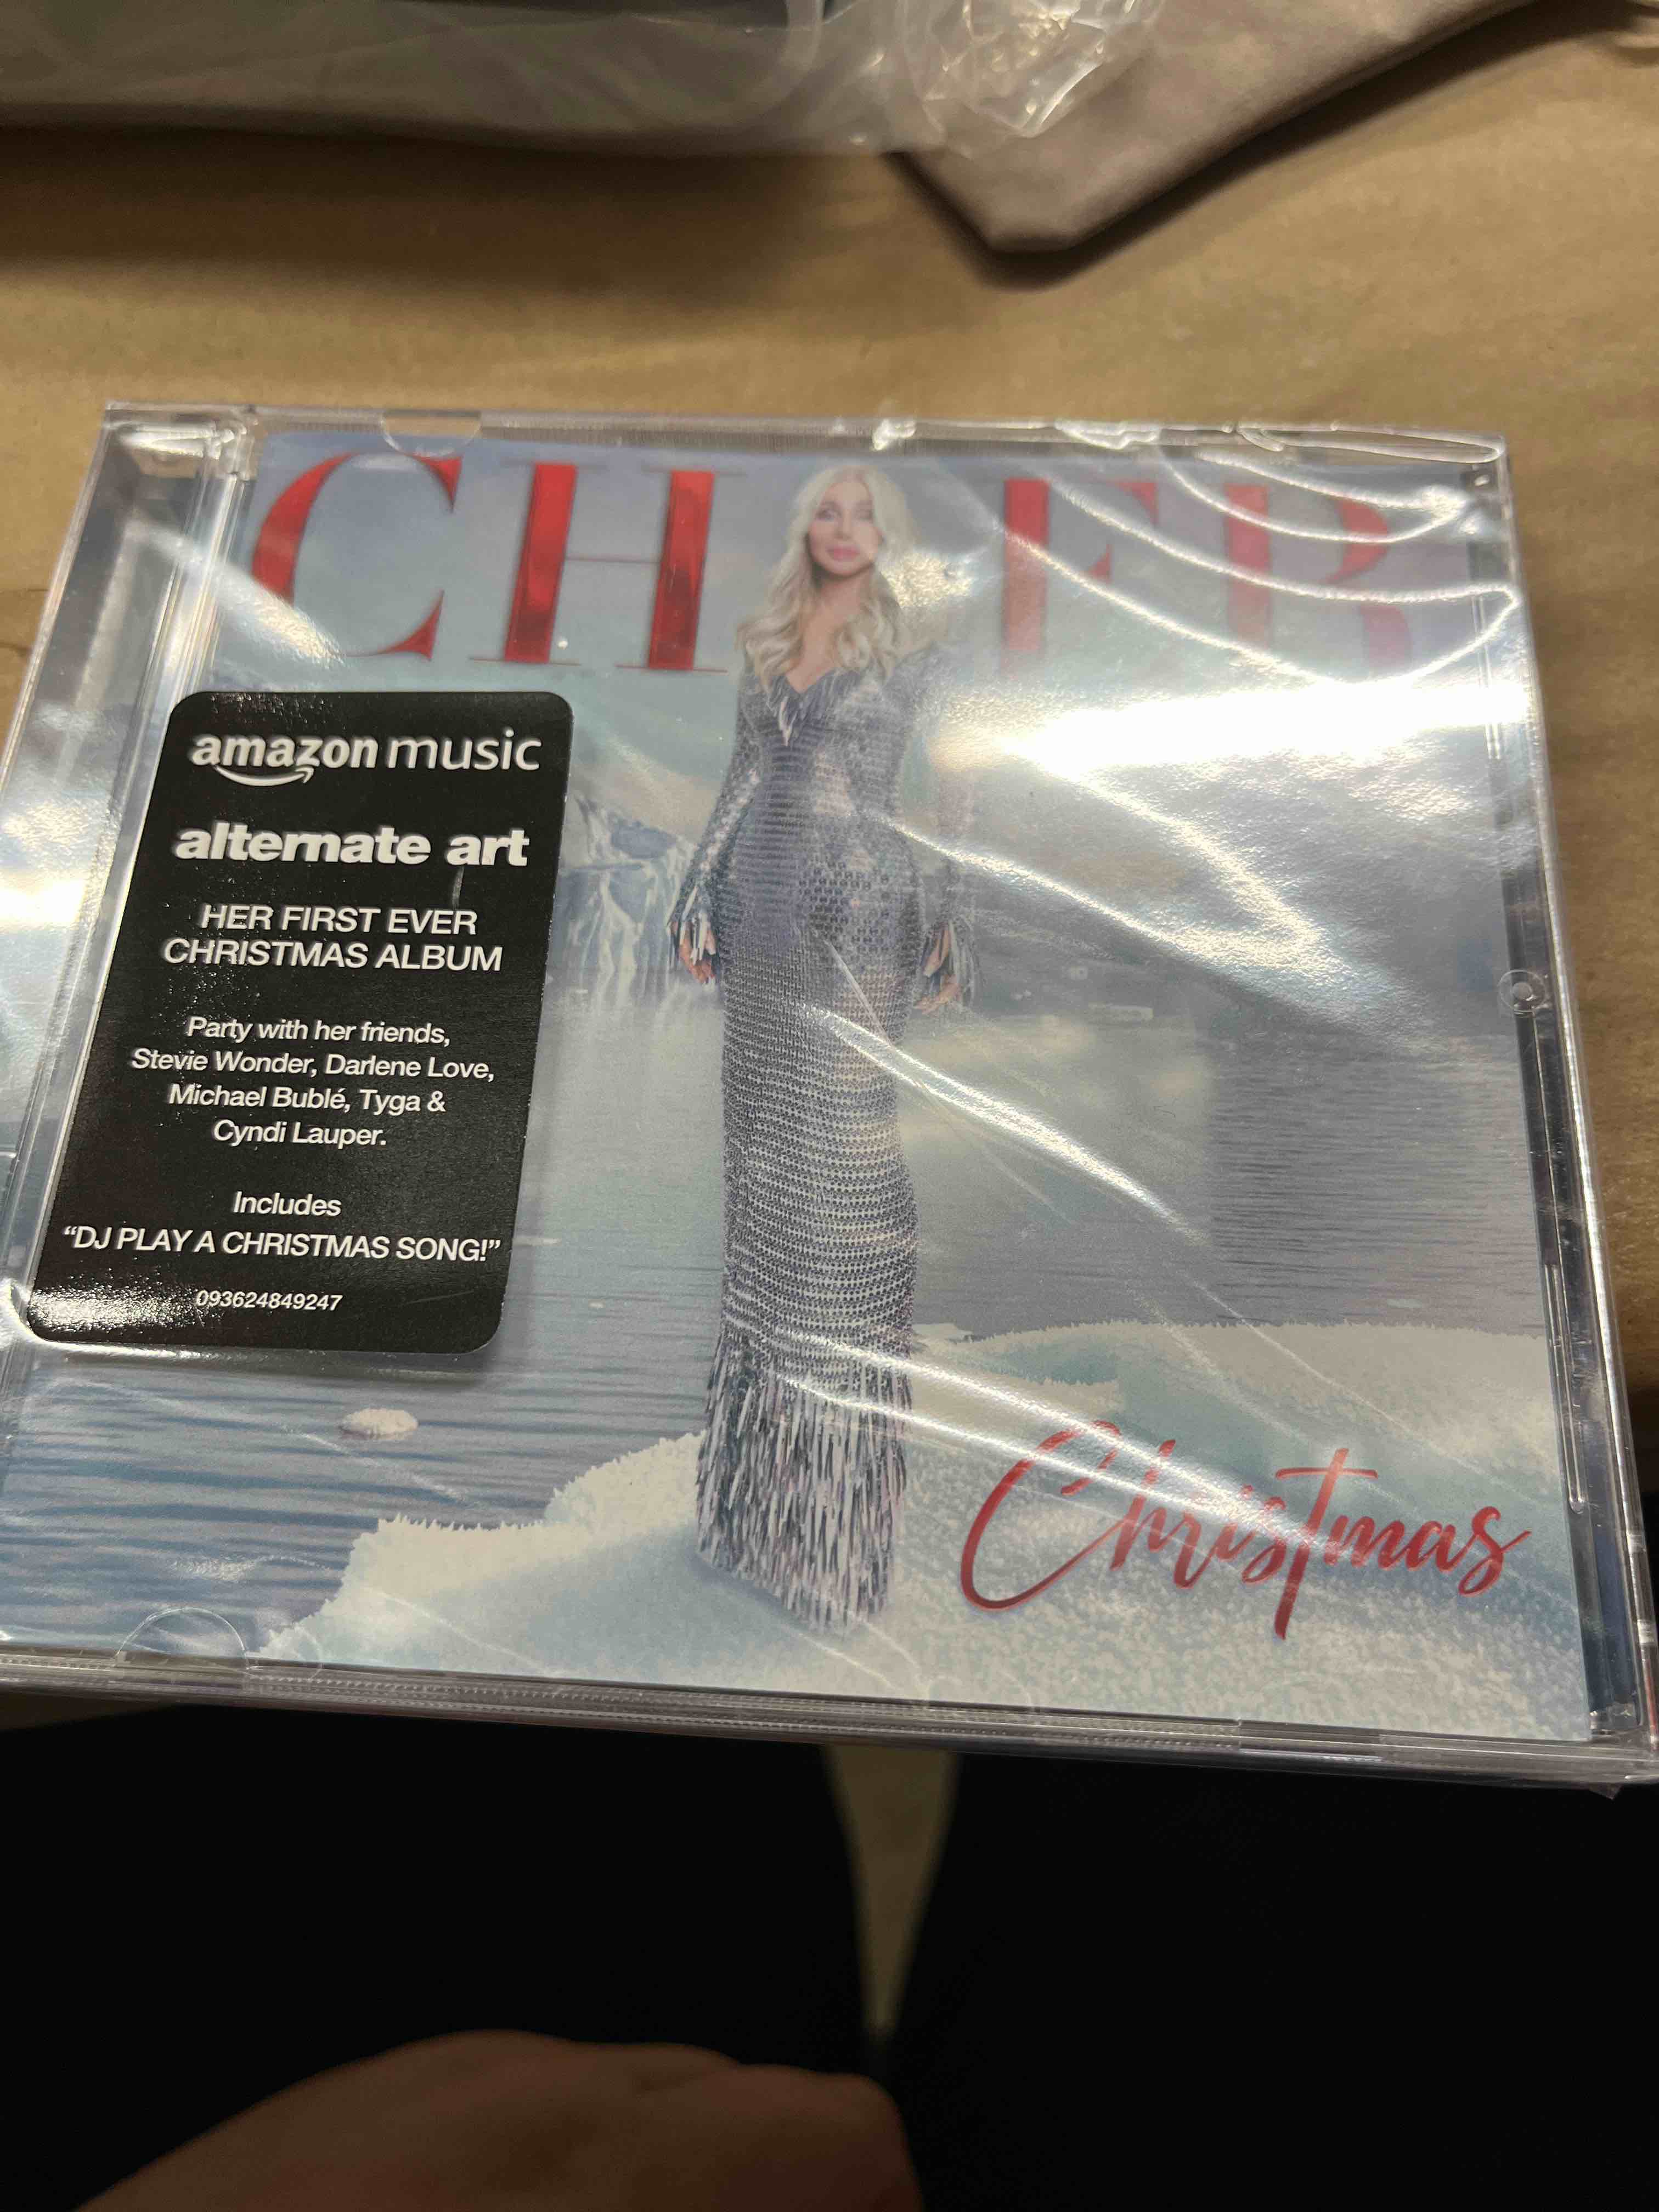 CHER
amazon music
alternate art
HER FIRST EVER
CHRISTMAS ALBUM
Party with her friends,
Stevie Wonder, Darlene Love,
Michael Bublé, Tyga &
Cyndi Lauper.
Includes
“DJ PLAY A CHRISTMAS SONG!”
093624849247
Christmas